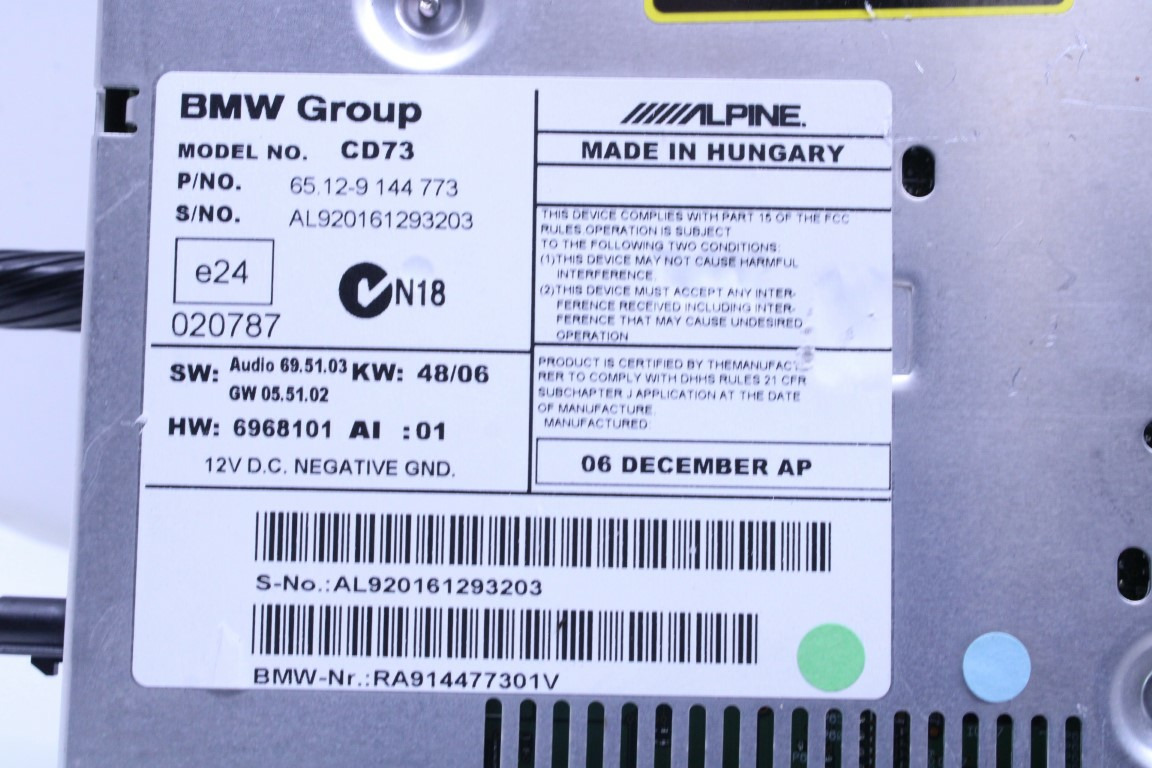 BMW Group
MODEL NO. CD73
P/NO. 65.12-9 144 773
S/NO. AL920161293203
e24
020787
N18
SW: Audio 69.51.03 KW: 48/06
GW 05.51.02
HW: 6968101 AI :01
12V D.C. NEGATIVE GND.
ALPINE.
MADE IN HUNGARY
THIS DEVICE COMPLIES WITH PART 15 OF THE FCC
RULES OPERATION IS SUBJECT
TO THE FOLLOWING TWO CONDITIONS:
(1)THIS DEVICE MAY NOT CAUSE HARMFUL
INTERFERENCE.
(2)THIS DEVICE MUST ACCEPT ANY INTER-
FERENCE RECEIVED INCLUDING INTER-
FERENCE THAT MAY CAUSE UNDESIRED
OPERATION
PRODUCT IS CERTIFIED BY THEMANUFAC
RER TO COMPLY WITH DHHS RULES 21 CFR
SUBCHAPTER J APPLICATION AT THE DATE
OF MANUFACTURE.
MANUFACTURED:
06 DECEMBER AP
S-No.:AL920161293203
BMW-Nr.:RA914477301V